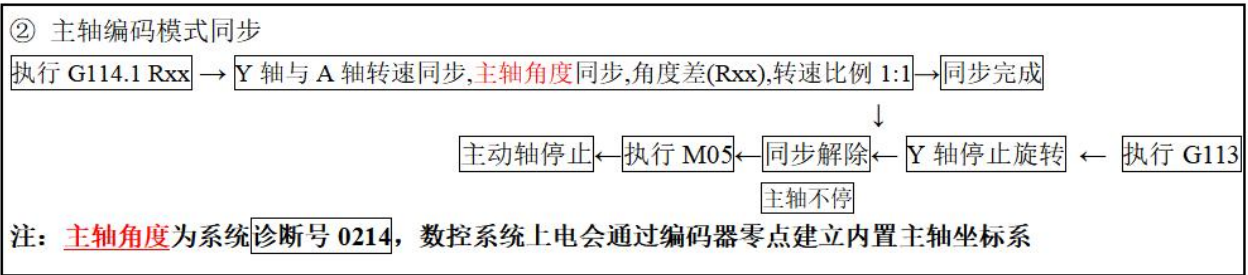 ② 主轴编码模式同步
执行 G114.1 Rxx → Y 轴与 A 轴转速同步,主轴角度同步,角度差(Rxx),转速比例 1:1→同步完成
↓
主动轴停止←执行 M05←同步解除← Y 轴停止旋转 ← 执行 G113
主轴不停
注：主轴角度为系统诊断号 0214，数控系统上电会通过编码器零点建立内置主轴坐标系